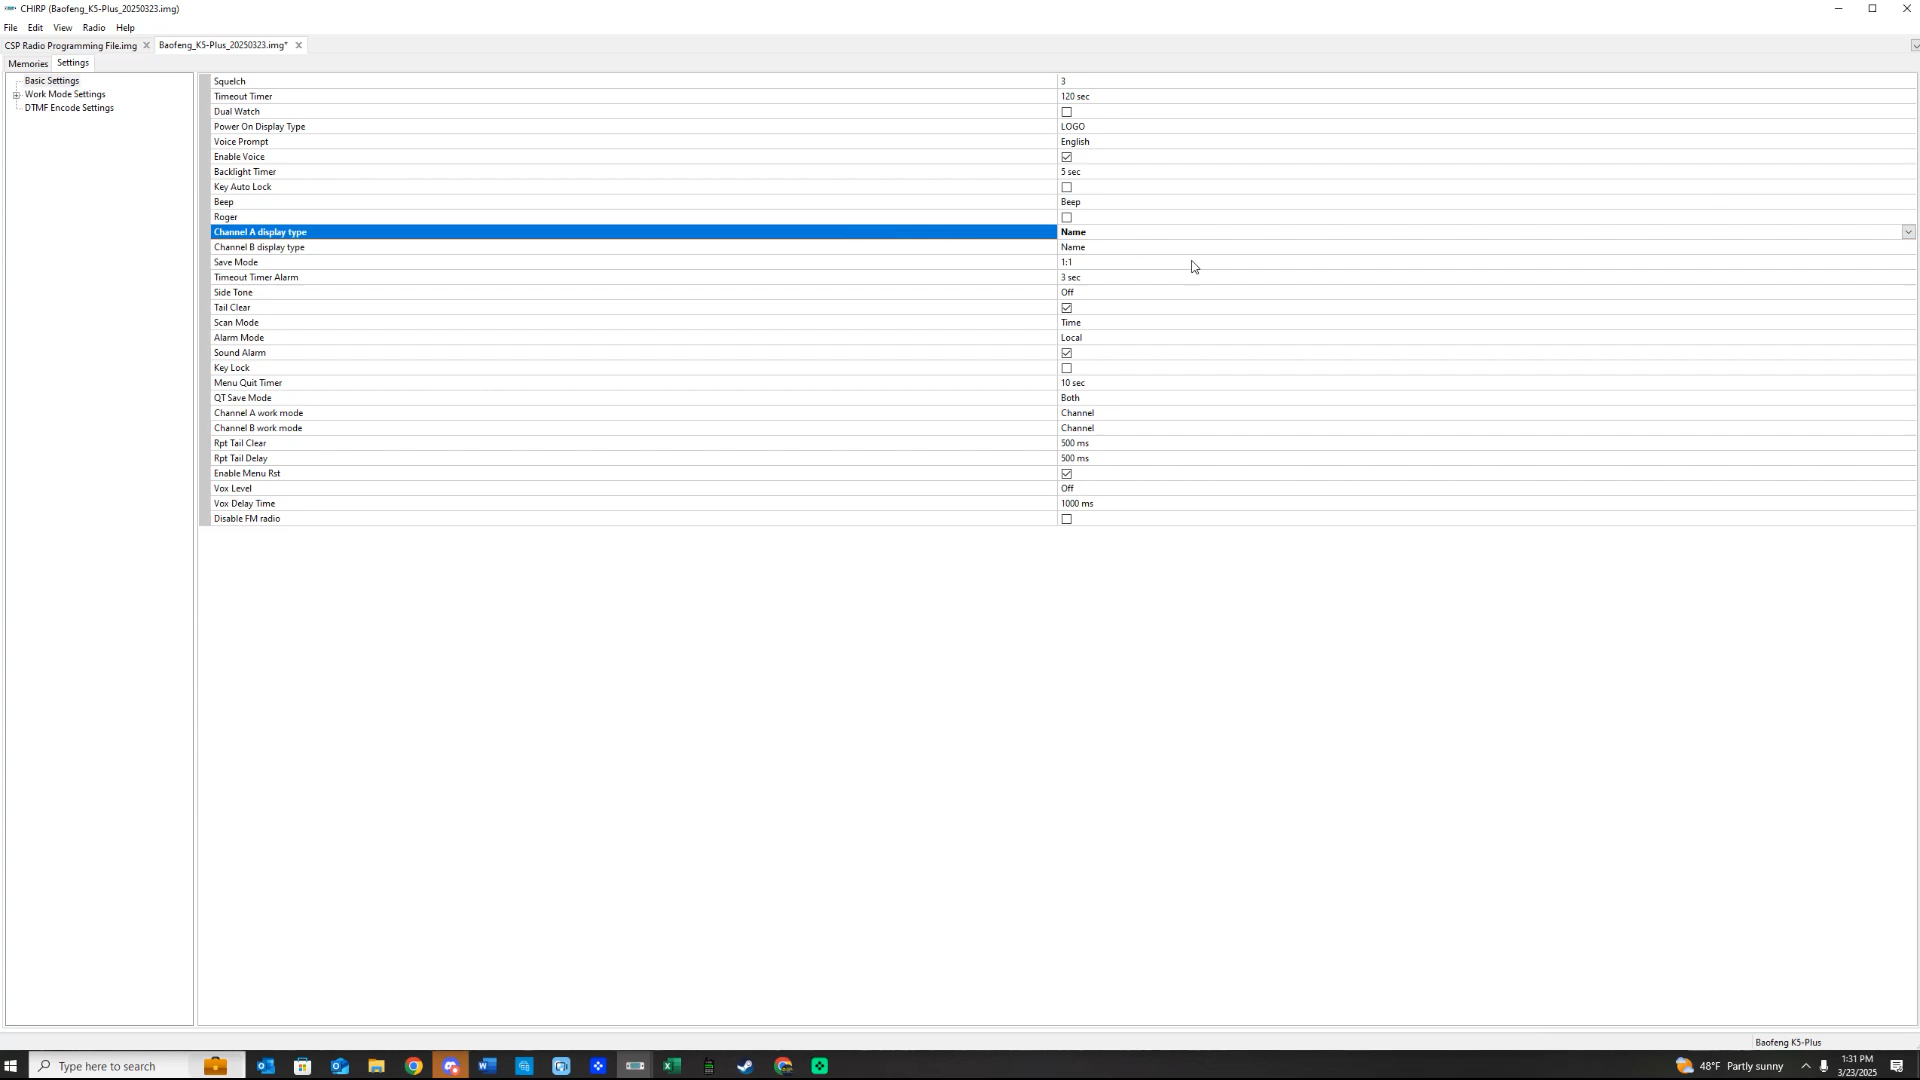 CHIRP (Baofeng_K5-Plus_20250323.img)
File Edit View Radio Help
CSP Radio Programming File.img Baofeng_K5-Plus_20250323.img*
Memories Settings
Basic Settings
Work Mode Settings
DTMF Encode Settings
Squelch 3
Timeout Timer 120 sec
Dual Watch
Power On Display Type LOGO
Voice Prompt English
Enable Voice
Backlight Timer 5 sec
Key Auto Lock
Beep Beep
Roger
Channel A display type Name
Channel B display type Name
Save Mode 1:1
Timeout Timer Alarm 3 sec
Side Tone Off
Tail Clear
Scan Mode Time
Alarm Mode Local
Sound Alarm
Key Lock
Menu Quit Timer 10 sec
QT Save Mode Both
Channel A work mode Channel
Channel B work mode Channel
Rpt Tail Clear 500 ms
Rpt Tail Delay 500 ms
Enable Menu Rst
Vox Level Off
Vox Delay Time 1000 ms
Disable FM radio
Baofeng K5-Plus
Type here to search
48°F Partly sunny
1:31 PM
3/23/2025